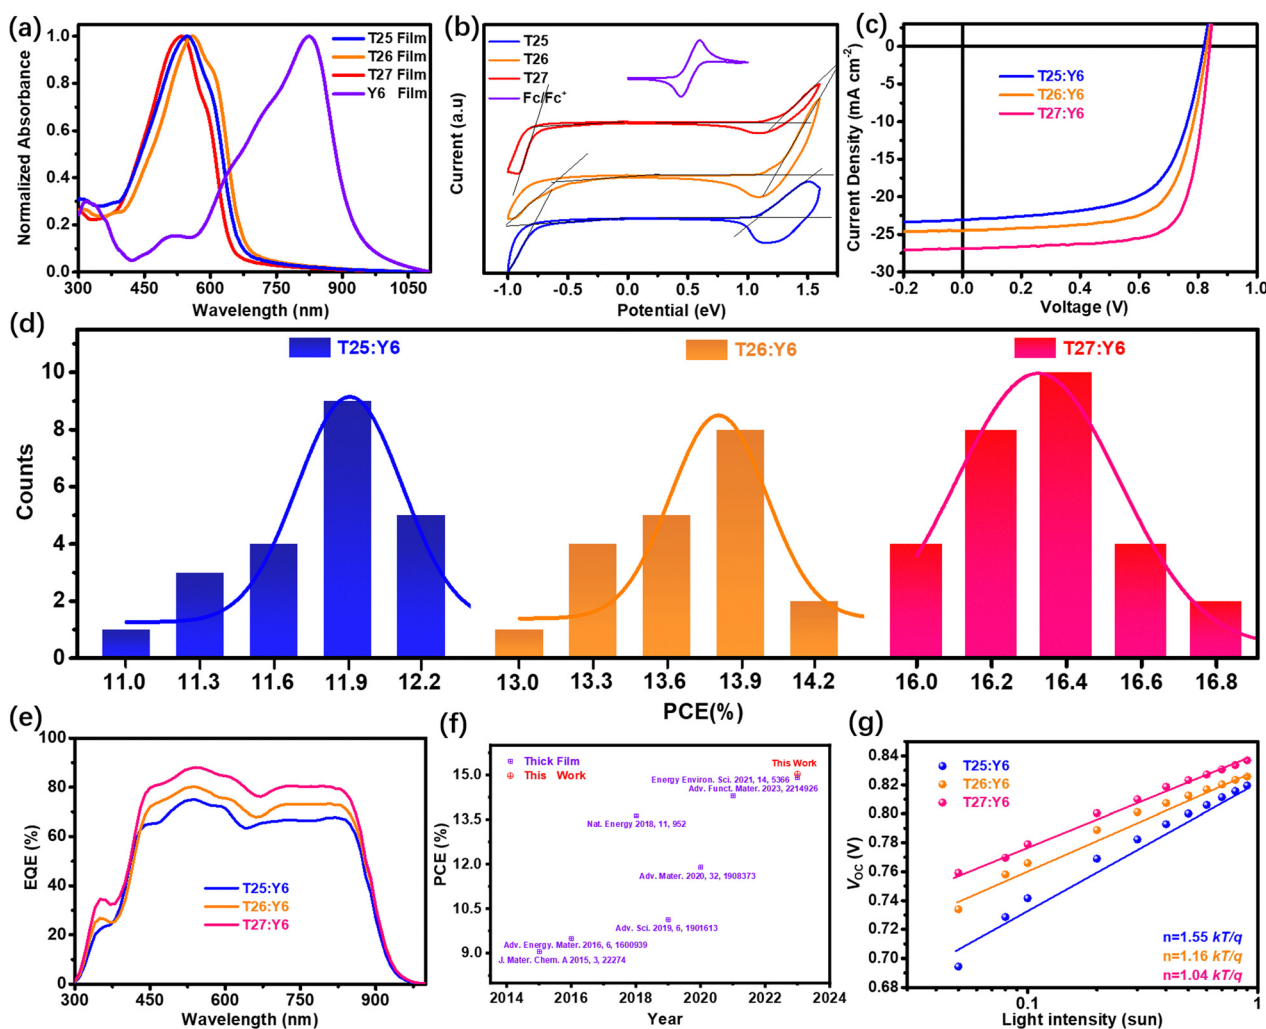 (a)
T25 Film
T26 Film
T27 Film
Y6 Film
Normalized Absorbance
1.0
0.8
0.6
0.4
0.2
0.0
300 450 600 750 900 1050
Wavelength (nm)
(b)
T25
T26
T27
Fc/Fc+
Current (a.u)
-1.0 -0.5 0.0 0.5 1.0 1.5
Potential (eV)
(c)
T25:Y6
T26:Y6
T27:Y6
Current Density (mA cm-2)
0
-5
-10
-15
-20
-25
-30
-0.2 0.0 0.2 0.4 0.6 0.8 1.0
Voltage (V)
(d)
T25:Y6
T26:Y6
T27:Y6
Counts
10
8
6
4
2
0
11.0 11.3 11.6 11.9 12.2 13.0 13.3 13.6 13.9 14.2 16.0 16.2 16.4 16.6 16.8
PCE(%)
(e)
EQE (%)
100
80
60
40
20
0
T25:Y6
T26:Y6
T27:Y6
300 450 600 750 900
Wavelength (nm)
(f)
Thick Film
This Work
This Work
Energy Environ. Sci. 2021, 14, 5366
Adv. Funct. Mater. 2023, 2214926
Nat. Energy 2018, 11, 952
Adv. Mater. 2020, 32, 1908373
Adv. Sci. 2019, 6, 1901613
Adv. Energy. Mater. 2016, 6, 1600939
J. Mater. Chem. A 2015, 3, 22274
PCE (%)
15.0
13.5
12.0
10.5
9.0
2014 2016 2018 2020 2022 2024
Year
(g)
T25:Y6
T26:Y6
T27:Y6
VOC (V)
0.84
0.82
0.80
0.78
0.76
0.74
0.72
0.70
0.68
n=1.55 kT/q
n=1.16 kT/q
n=1.04 kT/q
0.1 1
Light intensity (sun)